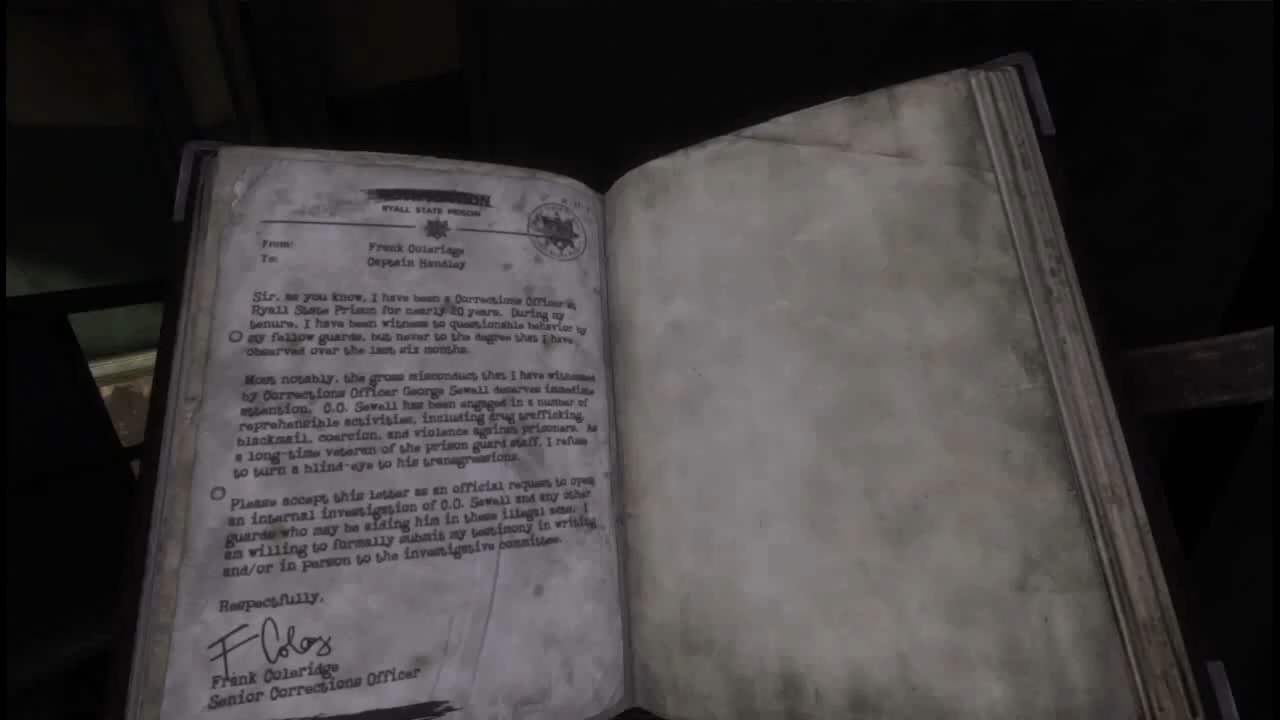 RYALL STATE PRISON
From: Frank Coleridge
To: Captain Handlay
Sir, as you know, I have been a Corrections Officer at
Ryall State Prison for nearly 20 years. During my
tenure, I have been witness to questionable behavior by
my fellow guards, but never to the degree that I have
observed over the last six months.
Most notably, the gross misconduct that I have witnessed
by Corrections Officer George Sewall deserves immediate
attention. C.O. Sewall has been engaged in a number of
reprehensible activities, including drug trafficking,
blackmail, coercion, and violence against prisoners. As
a long-time veteran of the prison guard staff, I refuse
to turn a blind-eye to his transgressions.
Please accept this letter as an official request to open
an internal investigation of C.O. Sewall and any other
guards who may be aiding him in these illegal acts. I
am willing to formally submit my testimony in writing
and/or in person to the investigative committee.
Respectfully,
F Coles
Frank Coleridge
Senior Corrections Officer